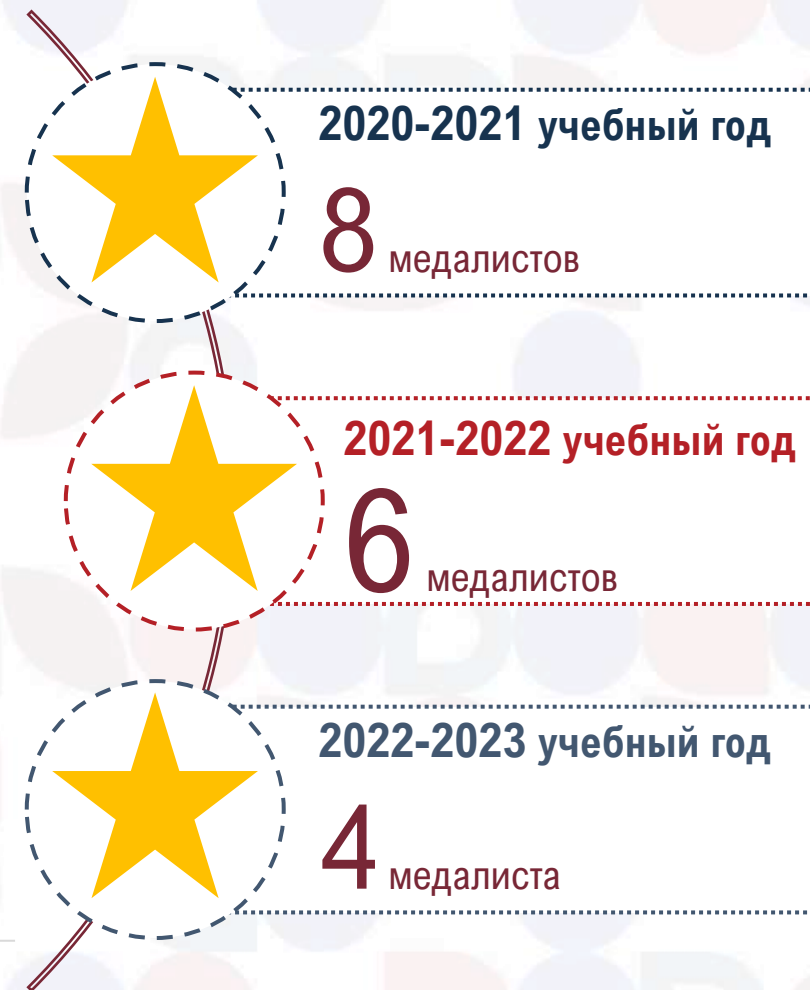 2020-2021 учебный год
8 медалистов
2021-2022 учебный год
6 медалистов
2022-2023 учебный год
4 медалиста